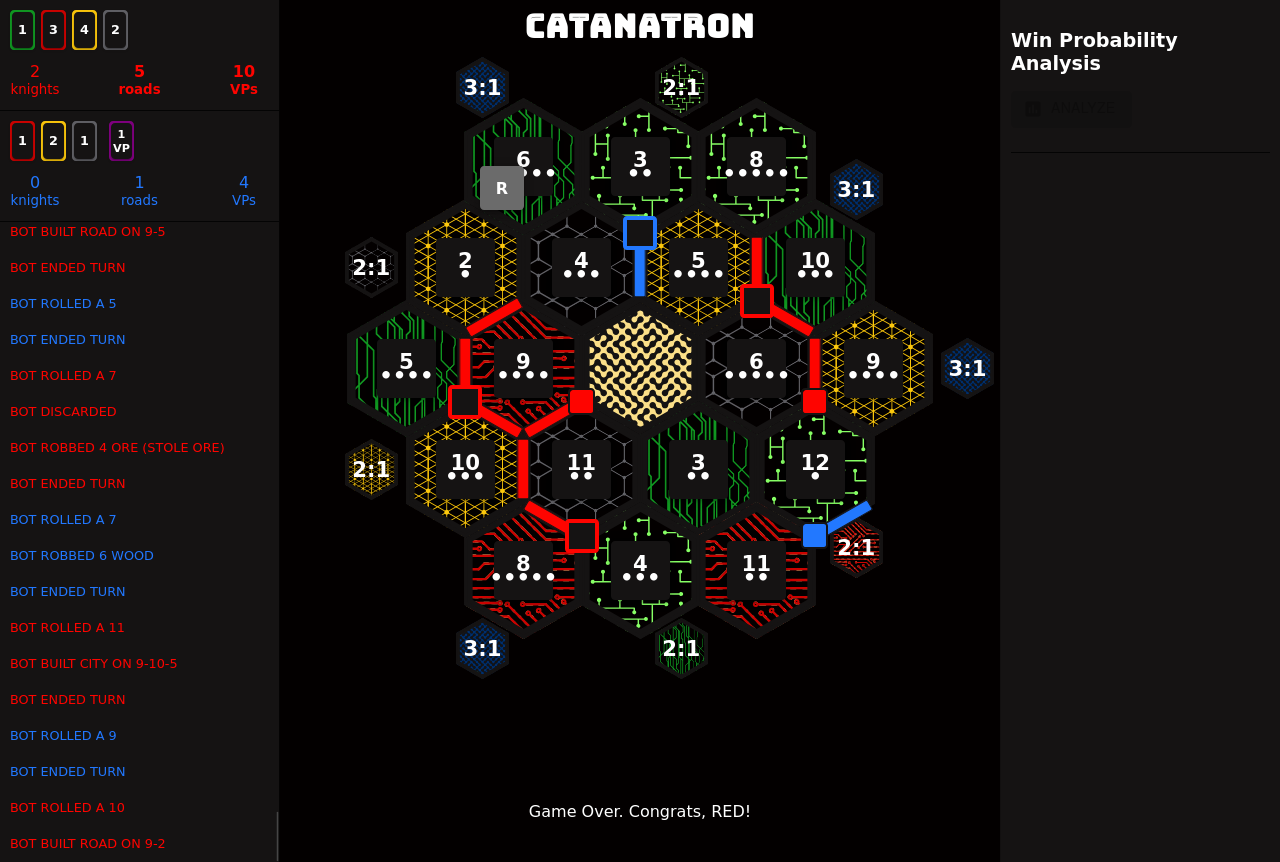 1 3 4 2
2 5 10
knights roads VPs
1 2 1 1 VP
0 1 4
knights roads VPs
BOT BUILT ROAD ON 9-5
BOT ENDED TURN
BOT ROLLED A 5
BOT ENDED TURN
BOT ROLLED A 7
BOT DISCARDED
BOT ROBBED 4 ORE (STOLE ORE)
BOT ENDED TURN
BOT ROLLED A 7
BOT ROBBED 6 WOOD
BOT ENDED TURN
BOT ROLLED A 11
BOT BUILT CITY ON 9-10-5
BOT ENDED TURN
BOT ROLLED A 9
BOT ENDED TURN
BOT ROLLED A 10
BOT BUILT ROAD ON 9-2
CATANATRON
3:1 2:1
6 3 8
R
3:1
2:1 2 4 5 10
5 9 6 9 3:1
2:1 10 11 3 12
8 4 11 2:1
3:1 2:1
Game Over. Congrats, RED!
Win Probability
Analysis
ANALYZE